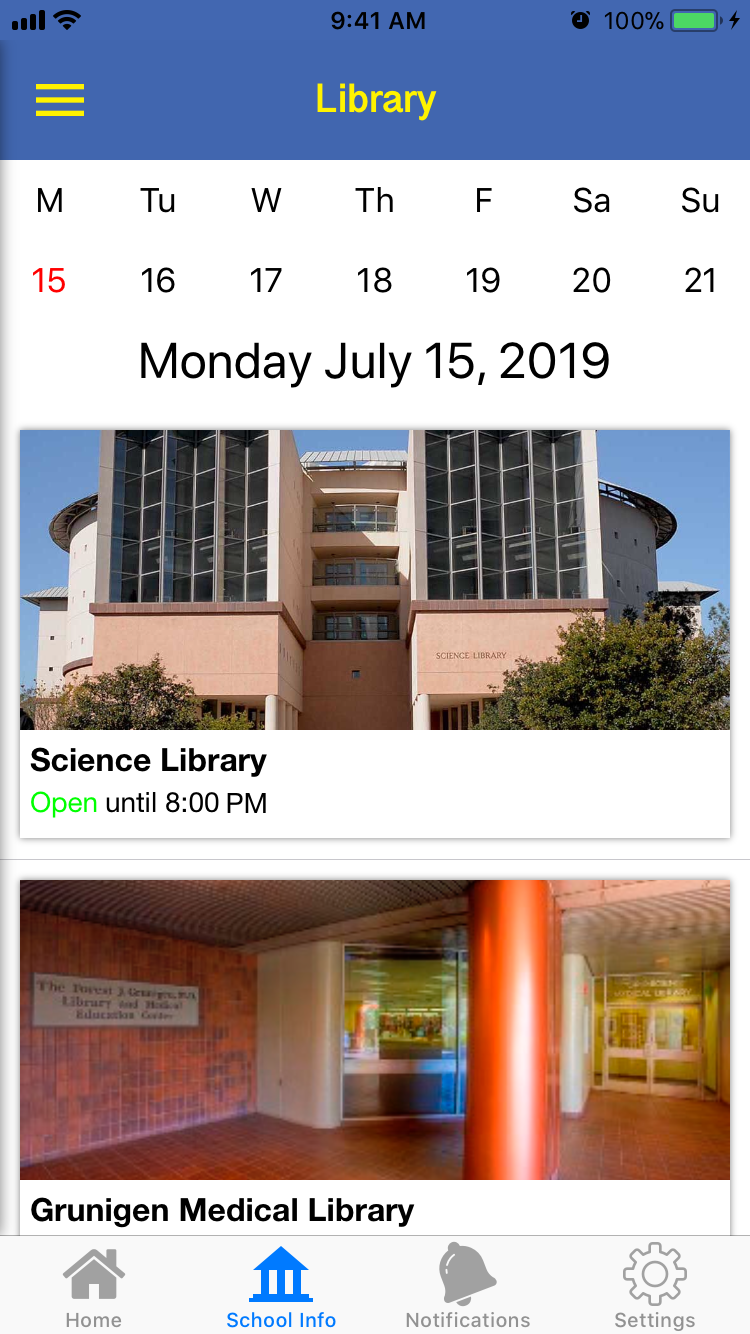 9:41 AM 100%
Library
M Tu W Th F Sa Su
15 16 17 18 19 20 21
Monday July 15, 2019
SCIENCE LIBRARY
Science Library
Open until 8:00 PM
The Forest J. Grunigen, M.D.
Library and Medical
Education Center
MEDICAL LIBRARY
Grunigen Medical Library
Home School Info Notifications Settings